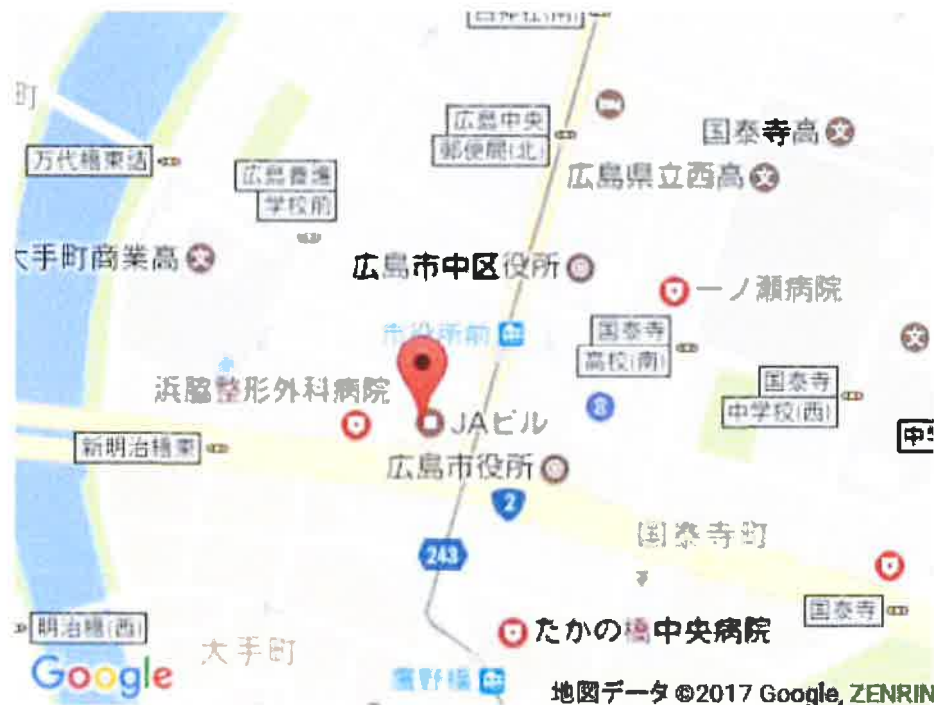 広島中央
郵便局(北)
国泰寺高
万代橋東詰
広島県立西高
学校前
大手町商業高
広島市中区役所
一ノ瀬病院
市役所前
国泰寺
高校(南)
浜脇整形外科病院
国泰寺
中学校(西)
JAビル
新明治橋東
広島市役所
2
243
国泰寺町
国泰寺
明治橋(西)
たかの橋中央病院
大手町
Google
鷹野橋
地図データ ©2017 Google, ZENRIN